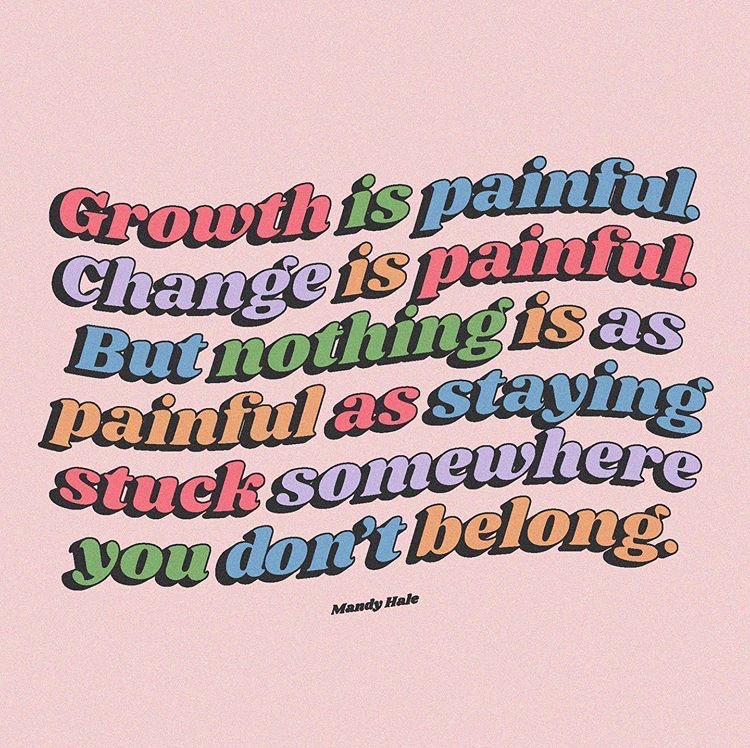 Growth is painful.
Change is painful.
But nothing is as
painful as staying
stuck somewhere
you don't belong.
Mandy Hale